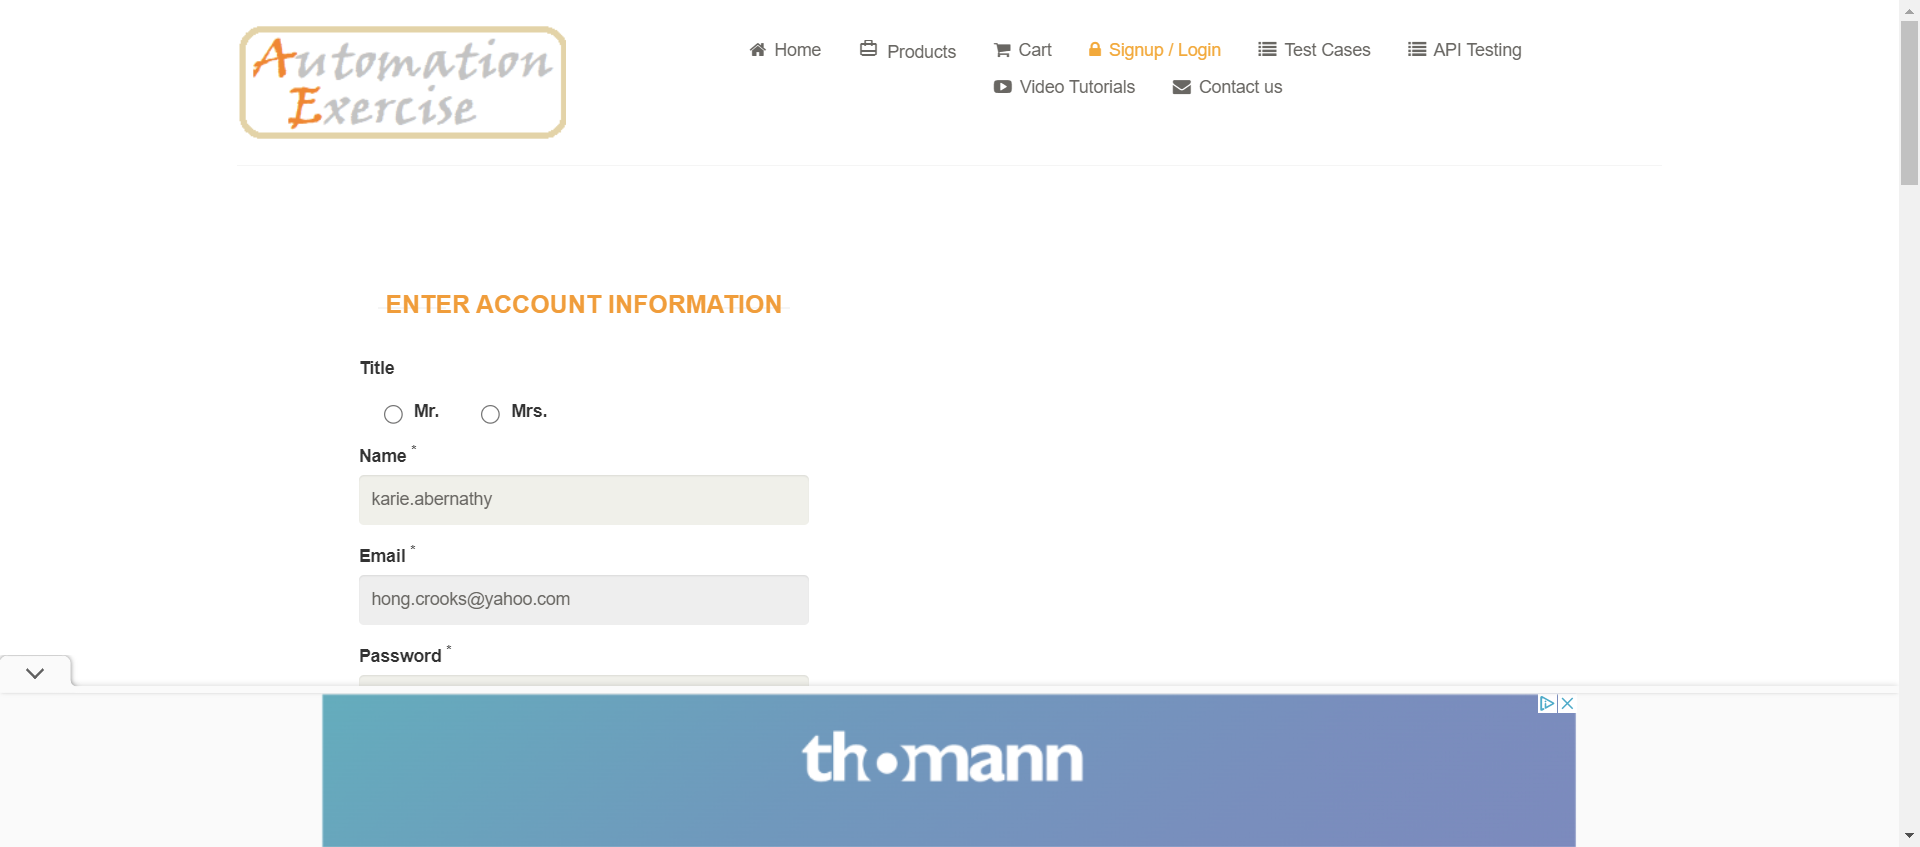 Automation
Exercise
Home
Products
Cart
Signup / Login
Test Cases
API Testing
Video Tutorials
Contact us
ENTER ACCOUNT INFORMATION
Title
Mr.
Mrs.
Name *
karie.abernathy
Email *
hong.crooks@yahoo.com
Password *
thomann